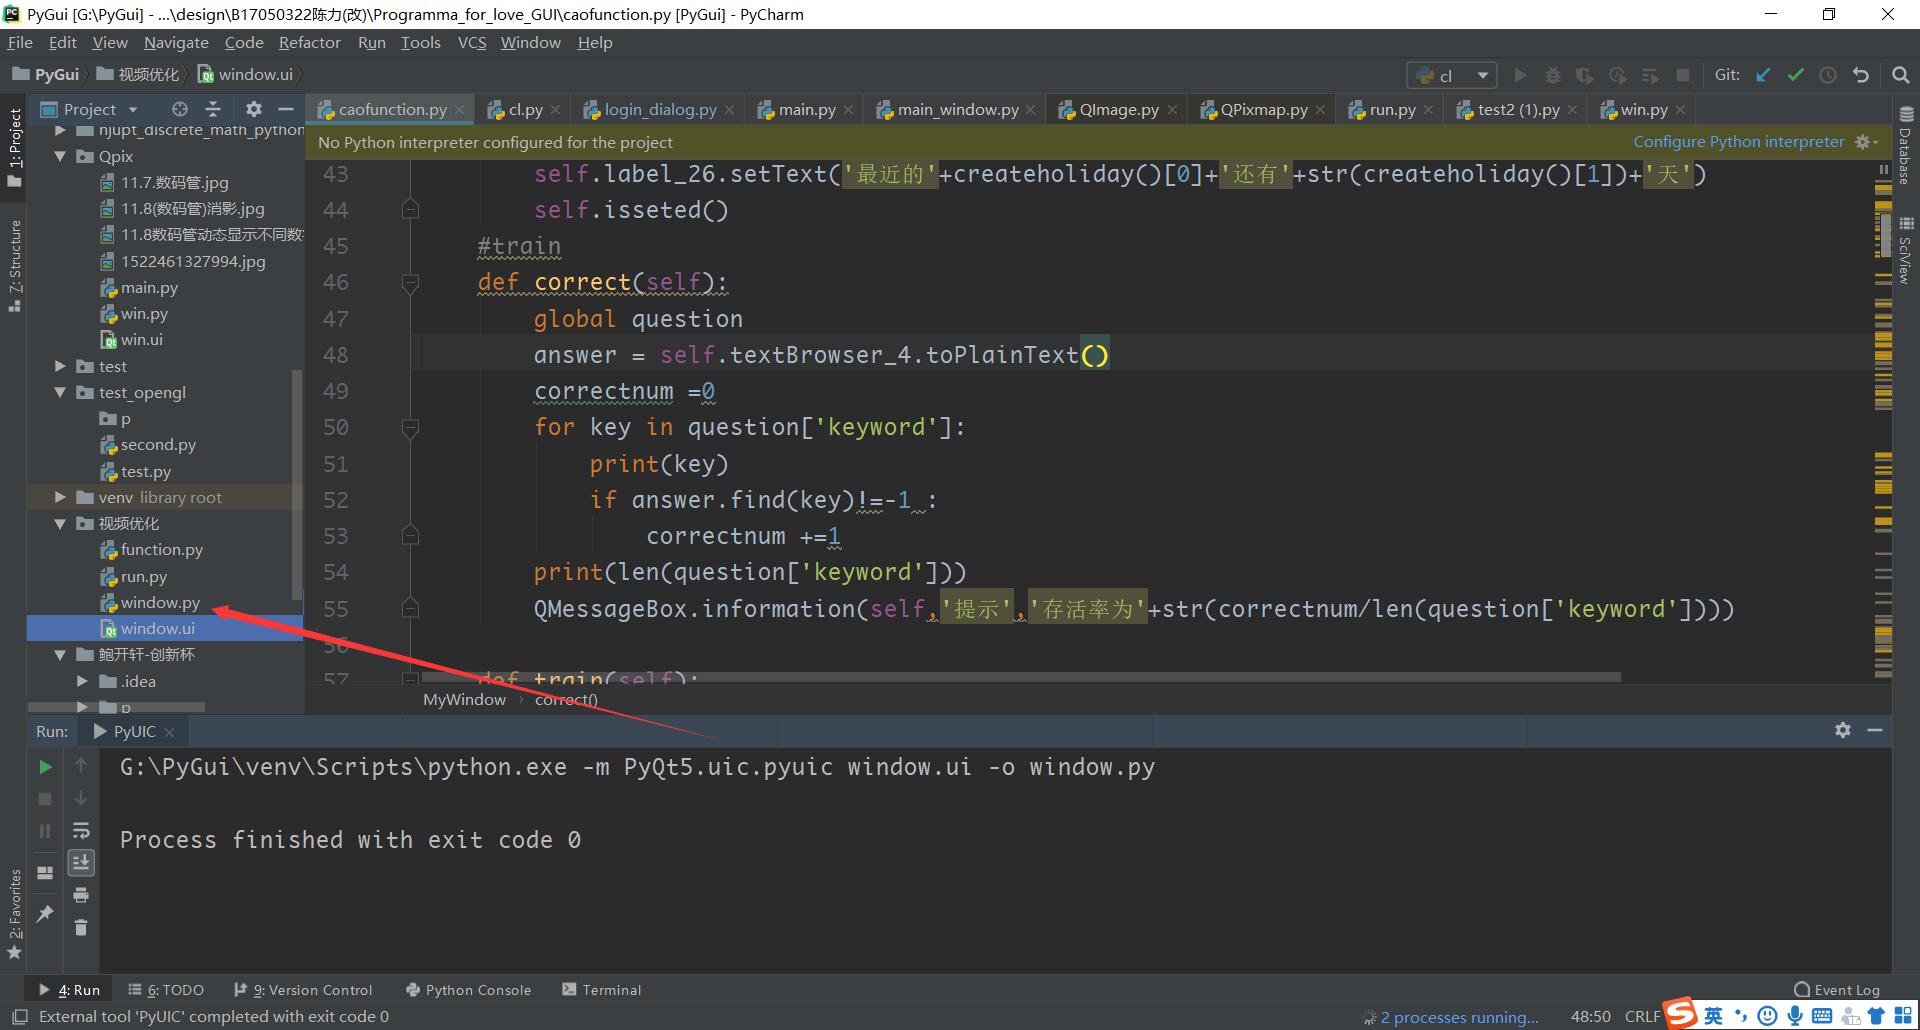 PyGui [G:\PyGui] - ...\design\B17050322陈力(改)\Programma_for_love_GUI\caofunction.py [PyGui] - PyCharm
File Edit View Navigate Code Refactor Run Tools VCS Window Help
PyGui 视频优化 window.ui
cl Git:
Project
caofunction.py cl.py login_dialog.py main.py main_window.py QImage.py QPixmap.py run.py test2 (1).py win.py
No Python interpreter configured for the project Configure Python interpreter
1: Project
7: Structure
2: Favorites
Database
SciView
njupt_discrete_math_python
Qpix
11.7.数码管.jpg
11.8(数码管)消影.jpg
11.8数码管动态显示不同数
1522461327994.jpg
main.py
win.py
win.ui
test
test_opengl
p
second.py
test.py
venv library root
视频优化
function.py
run.py
window.py
window.ui
鲍开轩-创新杯
.idea
p
43 self.label_26.setText('最近的'+createholiday()[0]+'还有'+str(createholiday()[1])+'天')
44 self.isseted()
45 #train
46 def correct(self):
47 global question
48 answer = self.textBrowser_4.toPlainText()
49 correctnum =0
50 for key in question['keyword']:
51 print(key)
52 if answer.find(key)!=-1 :
53 correctnum +=1
54 print(len(question['keyword']))
55 QMessageBox.information(self,'提示','存活率为'+str(correctnum/len(question['keyword'])))
56
57 def train(self):
MyWindow › correct()
Run: PyUIC
G:\PyGui\venv\Scripts\python.exe -m PyQt5.uic.pyuic window.ui -o window.py
Process finished with exit code 0
4: Run 6: TODO 9: Version Control Python Console Terminal Event Log
External tool 'PyUIC' completed with exit code 0 2 processes running... 48:50 CRLF
英